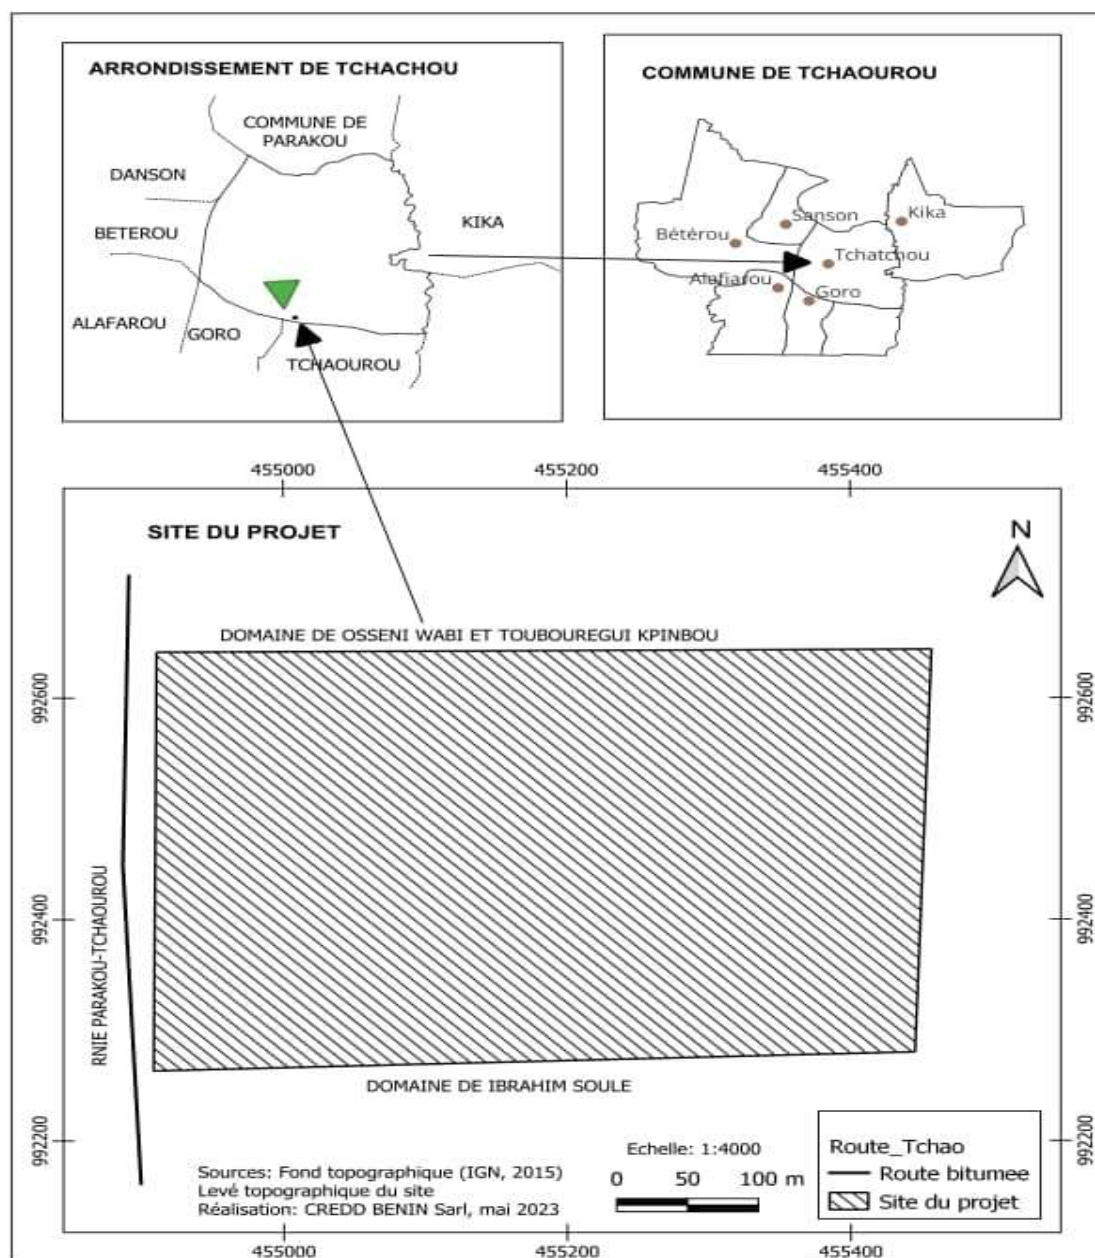 ARRONDISSEMENT DE TCHACHOU
COMMUNE DE
PARAKOU
DANSON
BETEROU
KIKA
ALAFAROU
GORO
TCHAOUROU
COMMUNE DE TCHAOUROU
Sanson
Kika
Bétérou
Tchatchou
Alafiarou
Goro
455000
455200
455400
SITE DU PROJET
N
DOMAINE DE OSSENI WABI ET TOUBOUREGUI KPINBOU
992600
992600
992400
992400
RNIE PARAKOU-TCHAOUROU
DOMAINE DE IBRAHIM SOULE
992200
992200
Sources: Fond topographique (IGN, 2015)
Levé topographique du site
Réalisation: CREDD BENIN Sarl, mai 2023
Echelle: 1:4000
0 50 100 m
Route_Tchao
Route bitumee
Site du projet
455000
455200
455400